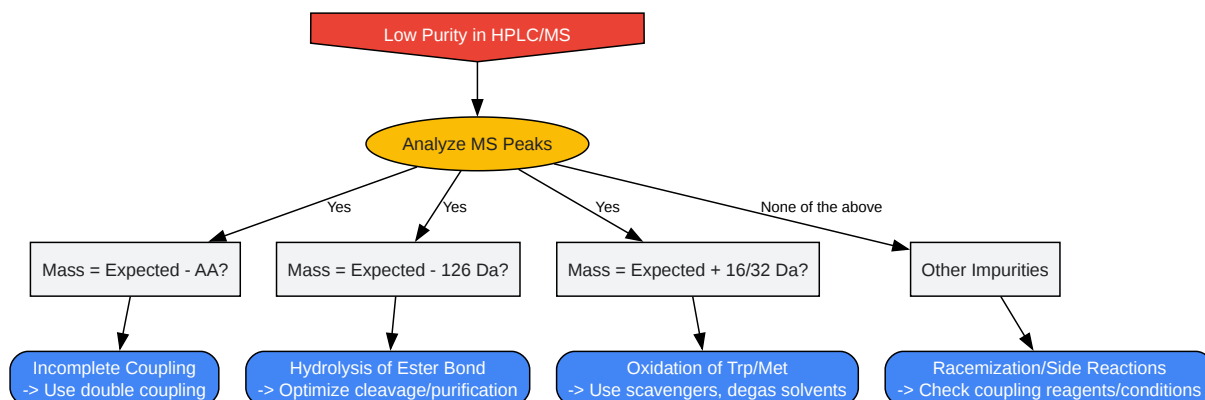 Low Purity in HPLC/MS
Analyze MS Peaks
Yes
Yes
Yes
None of the above
Mass = Expected - AA?
Mass = Expected - 126 Da?
Mass = Expected + 16/32 Da?
Other Impurities
Incomplete Coupling
-> Use double coupling
Hydrolysis of Ester Bond
-> Optimize cleavage/purification
Oxidation of Trp/Met
-> Use scavengers, degas solvents
Racemization/Side Reactions
-> Check coupling reagents/conditions